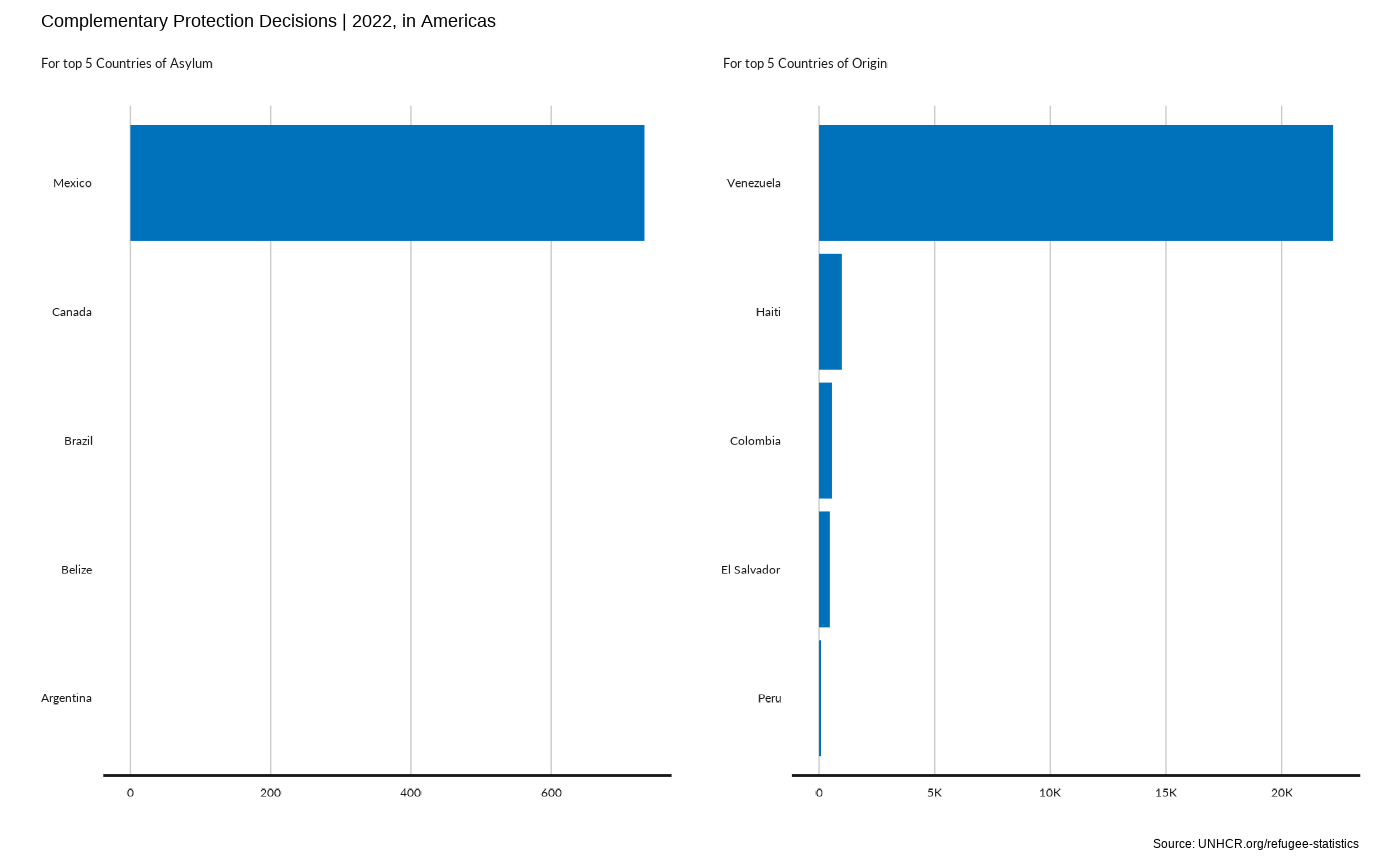 Complementary Protection Decisions | 2022, in Americas
For top 5 Countries of Asylum
Mexico
Canada
Brazil
Belize
Argentina
0 200 400 600
For top 5 Countries of Origin
Venezuela
Haiti
Colombia
El Salvador
Peru
0 5K 10K 15K 20K
Source: UNHCR.org/refugee-statistics